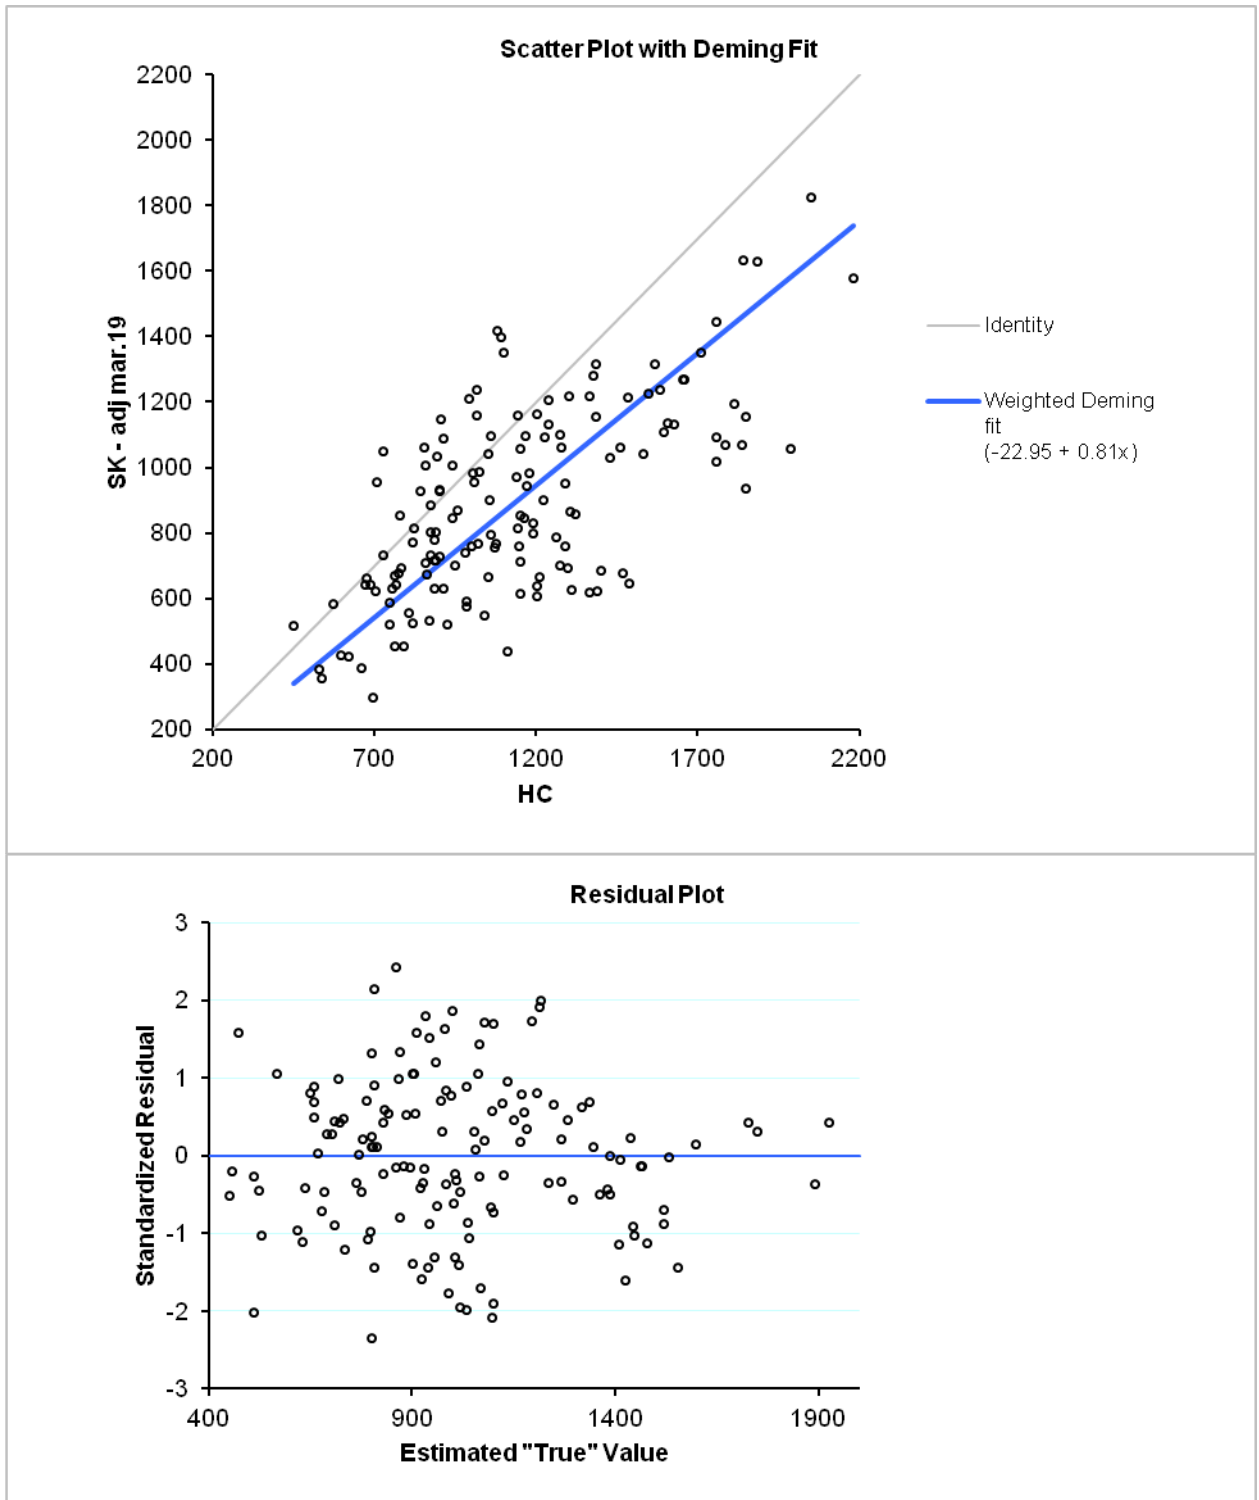 Scatter Plot with Deming Fit
2200
2000
1800
1600
1400
1200
1000
800
600
400
200
SK - adj mar.19
200 700 1200 1700 2200
HC
Identity
Weighted Deming
fit
(-22.95 + 0.81x)
Residual Plot
3
2
1
0
-1
-2
-3
Standardized Residual
400 900 1400 1900
Estimated "True" Value